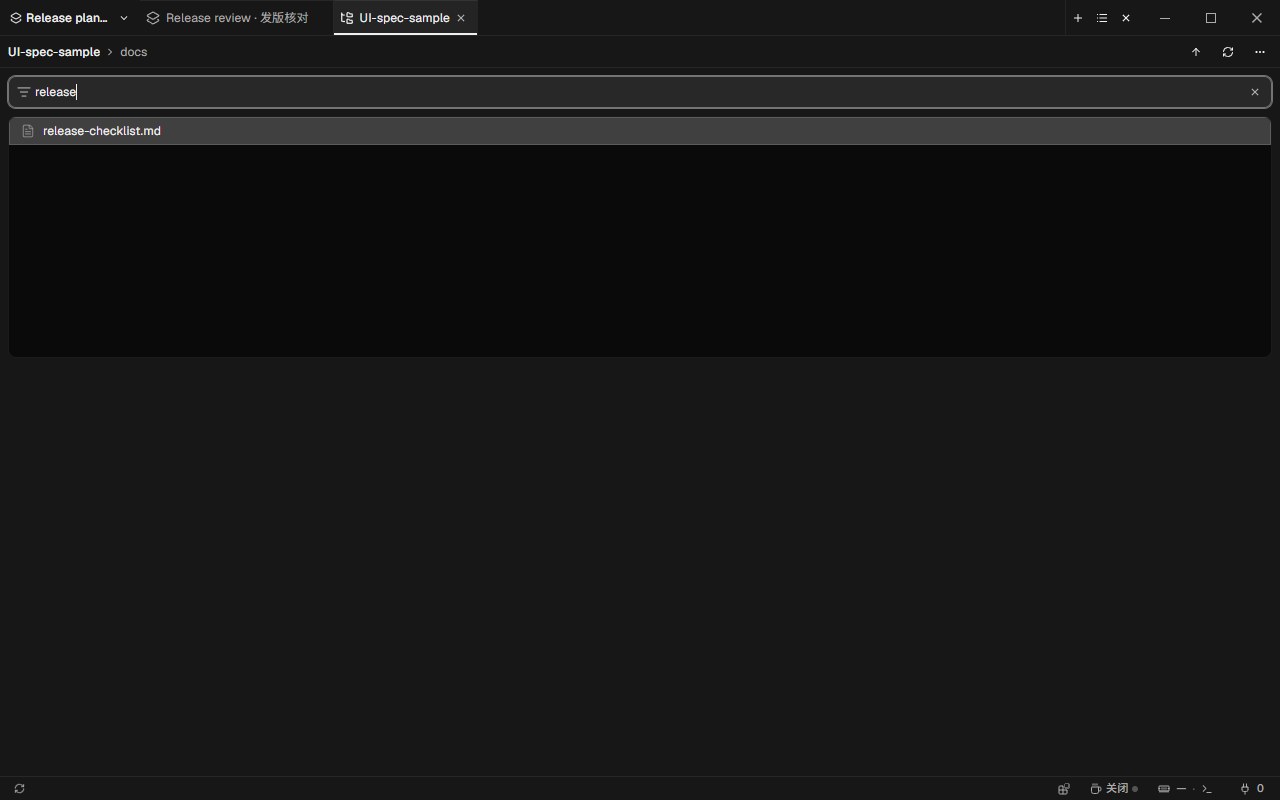 Release plan...
Release review · 发版核对
UI-spec-sample
UI-spec-sample > docs
release
release-checklist.md
关闭
— ·
0